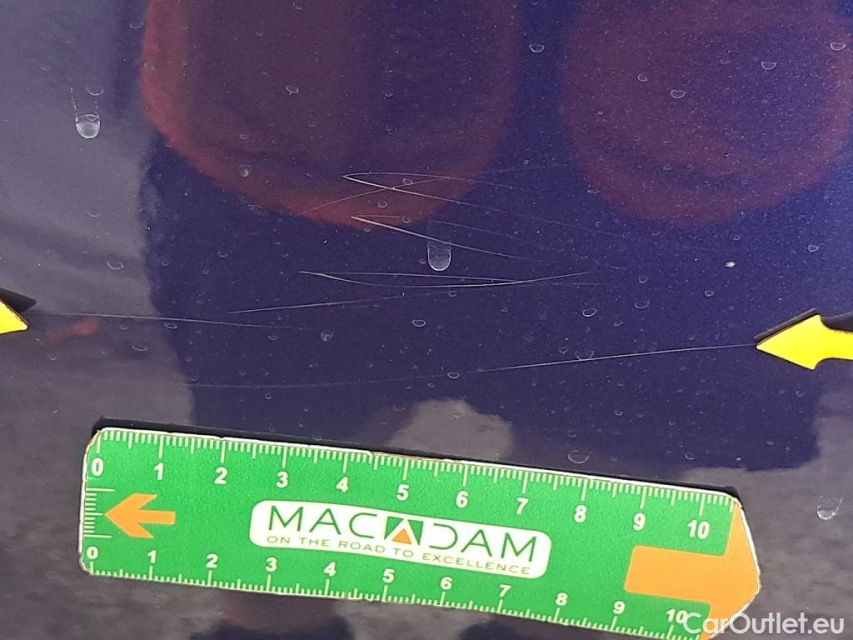 0 1 2 3 4 5 6 7 8 9 10
MACADAM
ON THE ROAD TO EXCELLENCE
0 1 2 3 4 5 6 7 8 9 10
CarOutlet.eu